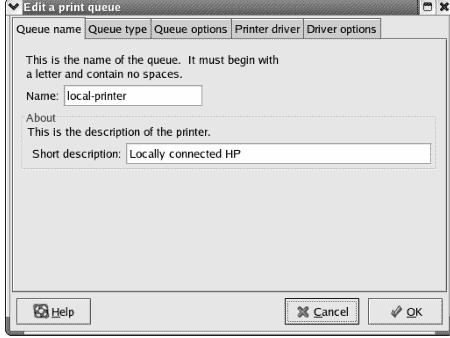 Edit a print queue
Queue name Queue type Queue options Printer driver Driver options
This is the name of the queue. It must begin with
a letter and contain no spaces.
Name: local-printer
About
This is the description of the printer.
Short description: Locally connected HP
Help Cancel OK